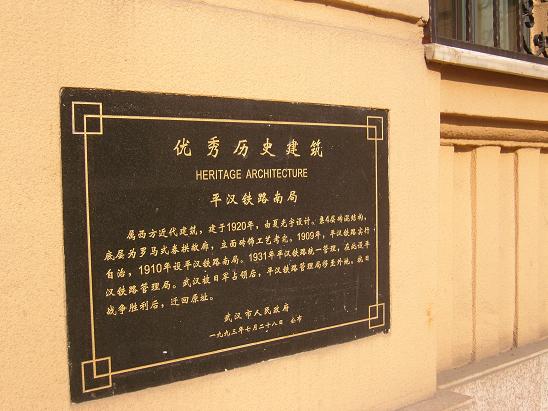 优秀历史建筑
HERITAGE ARCHITECTURE
平汉铁路南局
属西方近代建筑，建于1920年，由夏光宇设计。系4层砖混结构，
底层为罗马式券拱敞廊，立面砖饰工艺考究。1909年，平汉铁路实行
自治，1910年设平汉铁路南局。1931年平汉铁路统一管理，在此设平
汉铁路管理局。武汉被日军占领后，平汉铁路管理局移至外地。抗日
战争胜利后，迁回原址。
武汉市人民政府
一九九三年七月二十八日 公布